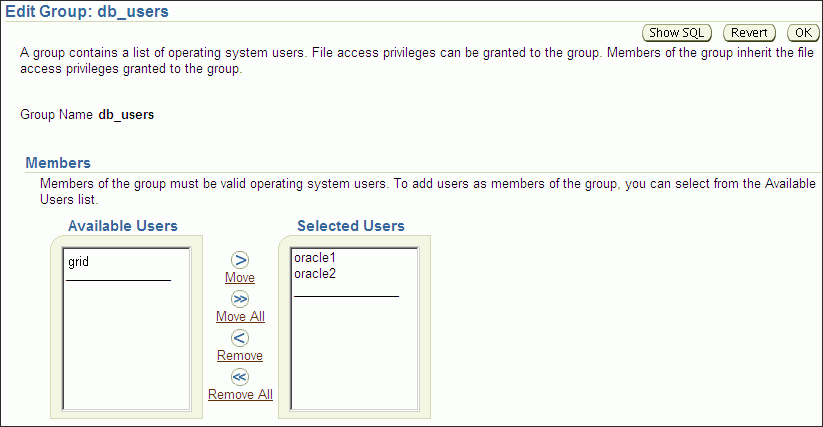 Edit Group: db_users
Show SQL Revert OK
A group contains a list of operating system users. File access privileges can be granted to the group. Members of the group inherit the file
access privileges granted to the group.
Group Name db_users
Members
Members of the group must be valid operating system users. To add users as members of the group, you can select from the Available
Users list.
Available Users
grid
>
Move
>>
Move All
<
Remove
<<
Remove All
Selected Users
oracle1
oracle2